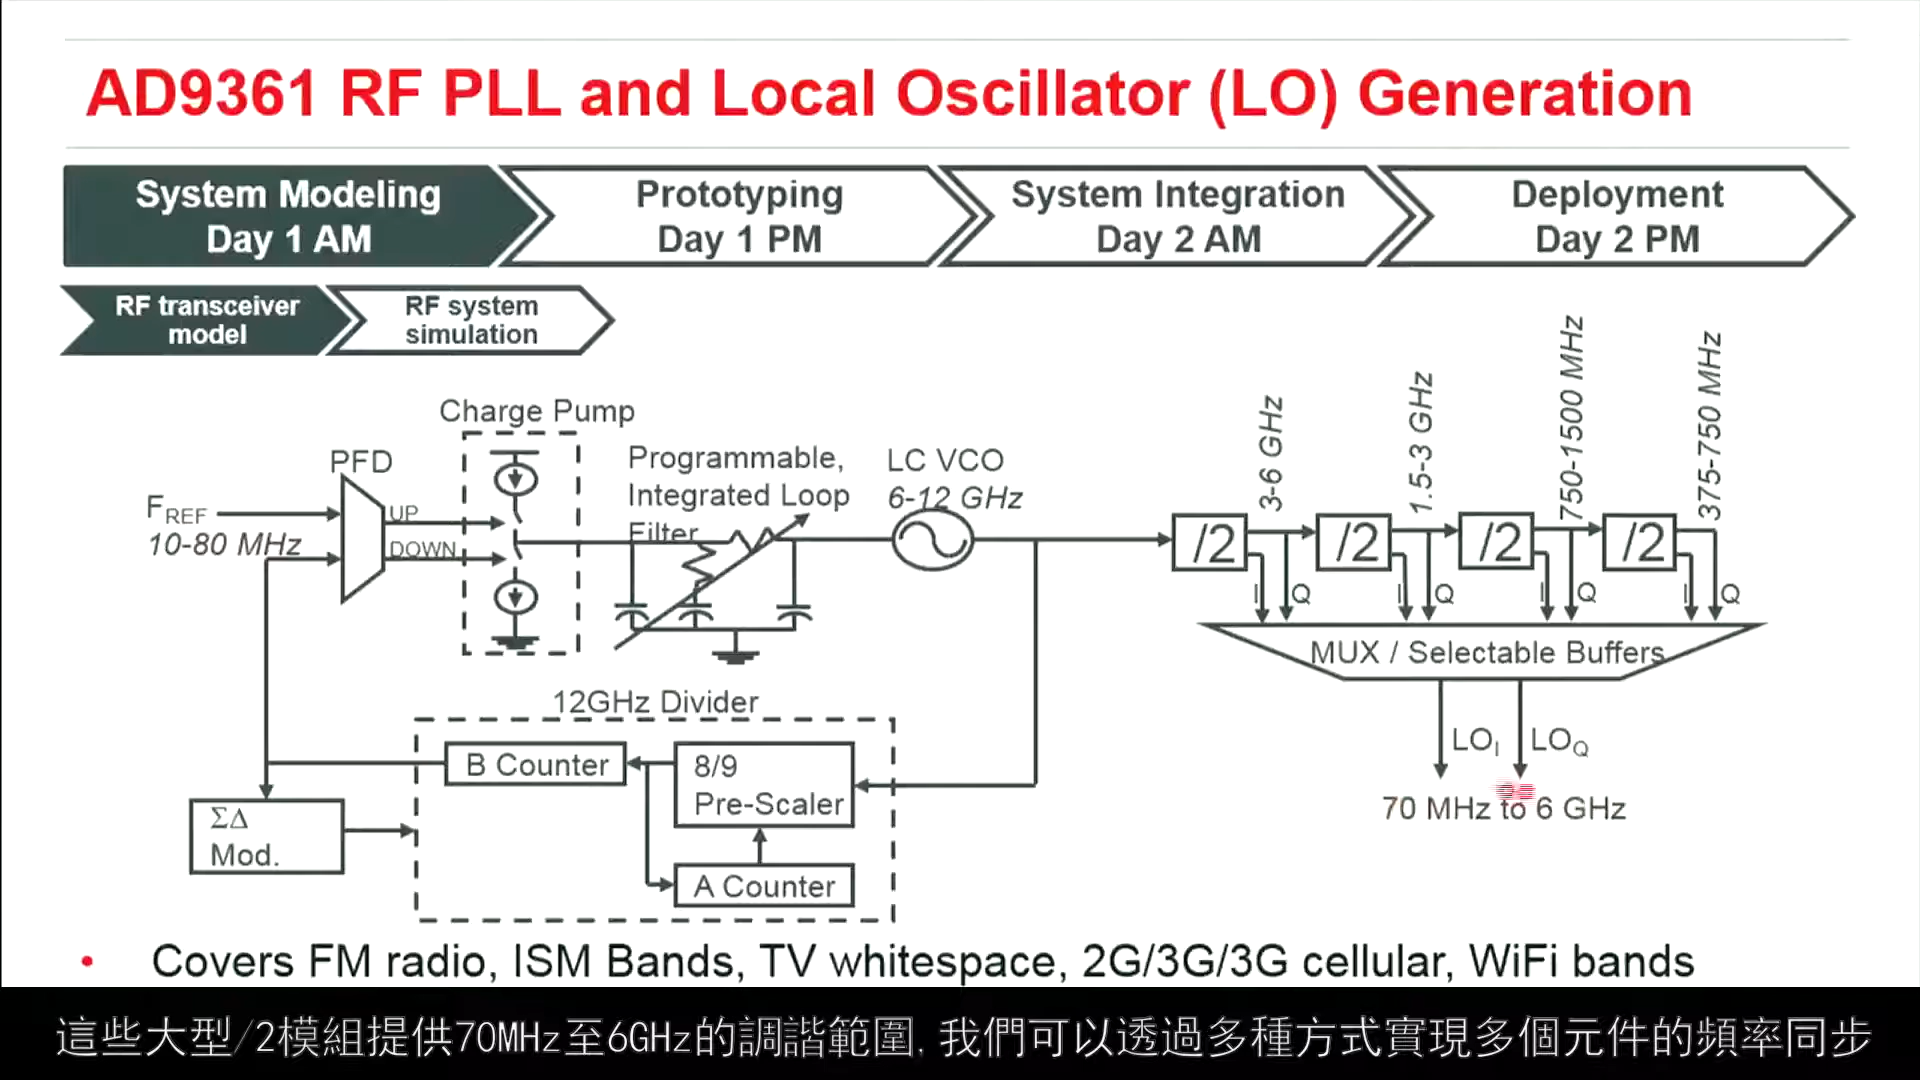 AD9361 RF PLL and Local Oscillator (LO) Generation
System Modeling
Day 1 AM
Prototyping
Day 1 PM
System Integration
Day 2 AM
Deployment
Day 2 PM
RF transceiver
model
RF system
simulation
Charge Pump
PFD
FREF
10-80 MHz
UP
DOWN
Programmable,
Integrated Loop
Filter
LC VCO
6-12 GHz
3-6 GHz
1.5-3 GHz
750-1500 MHz
375-750 MHz
/2
/2
/2
/2
I Q
I Q
I Q
I Q
MUX / Selectable Buffers
LOI
LOQ
70 MHz to 6 GHz
12GHz Divider
B Counter
8/9
Pre-Scaler
A Counter
ΣΔ
Mod.
• Covers FM radio, ISM Bands, TV whitespace, 2G/3G/3G cellular, WiFi bands
這些大型/2模組提供70MHz至6GHz的調諧範圍, 我們可以透過多種方式實現多個元件的頻率同步